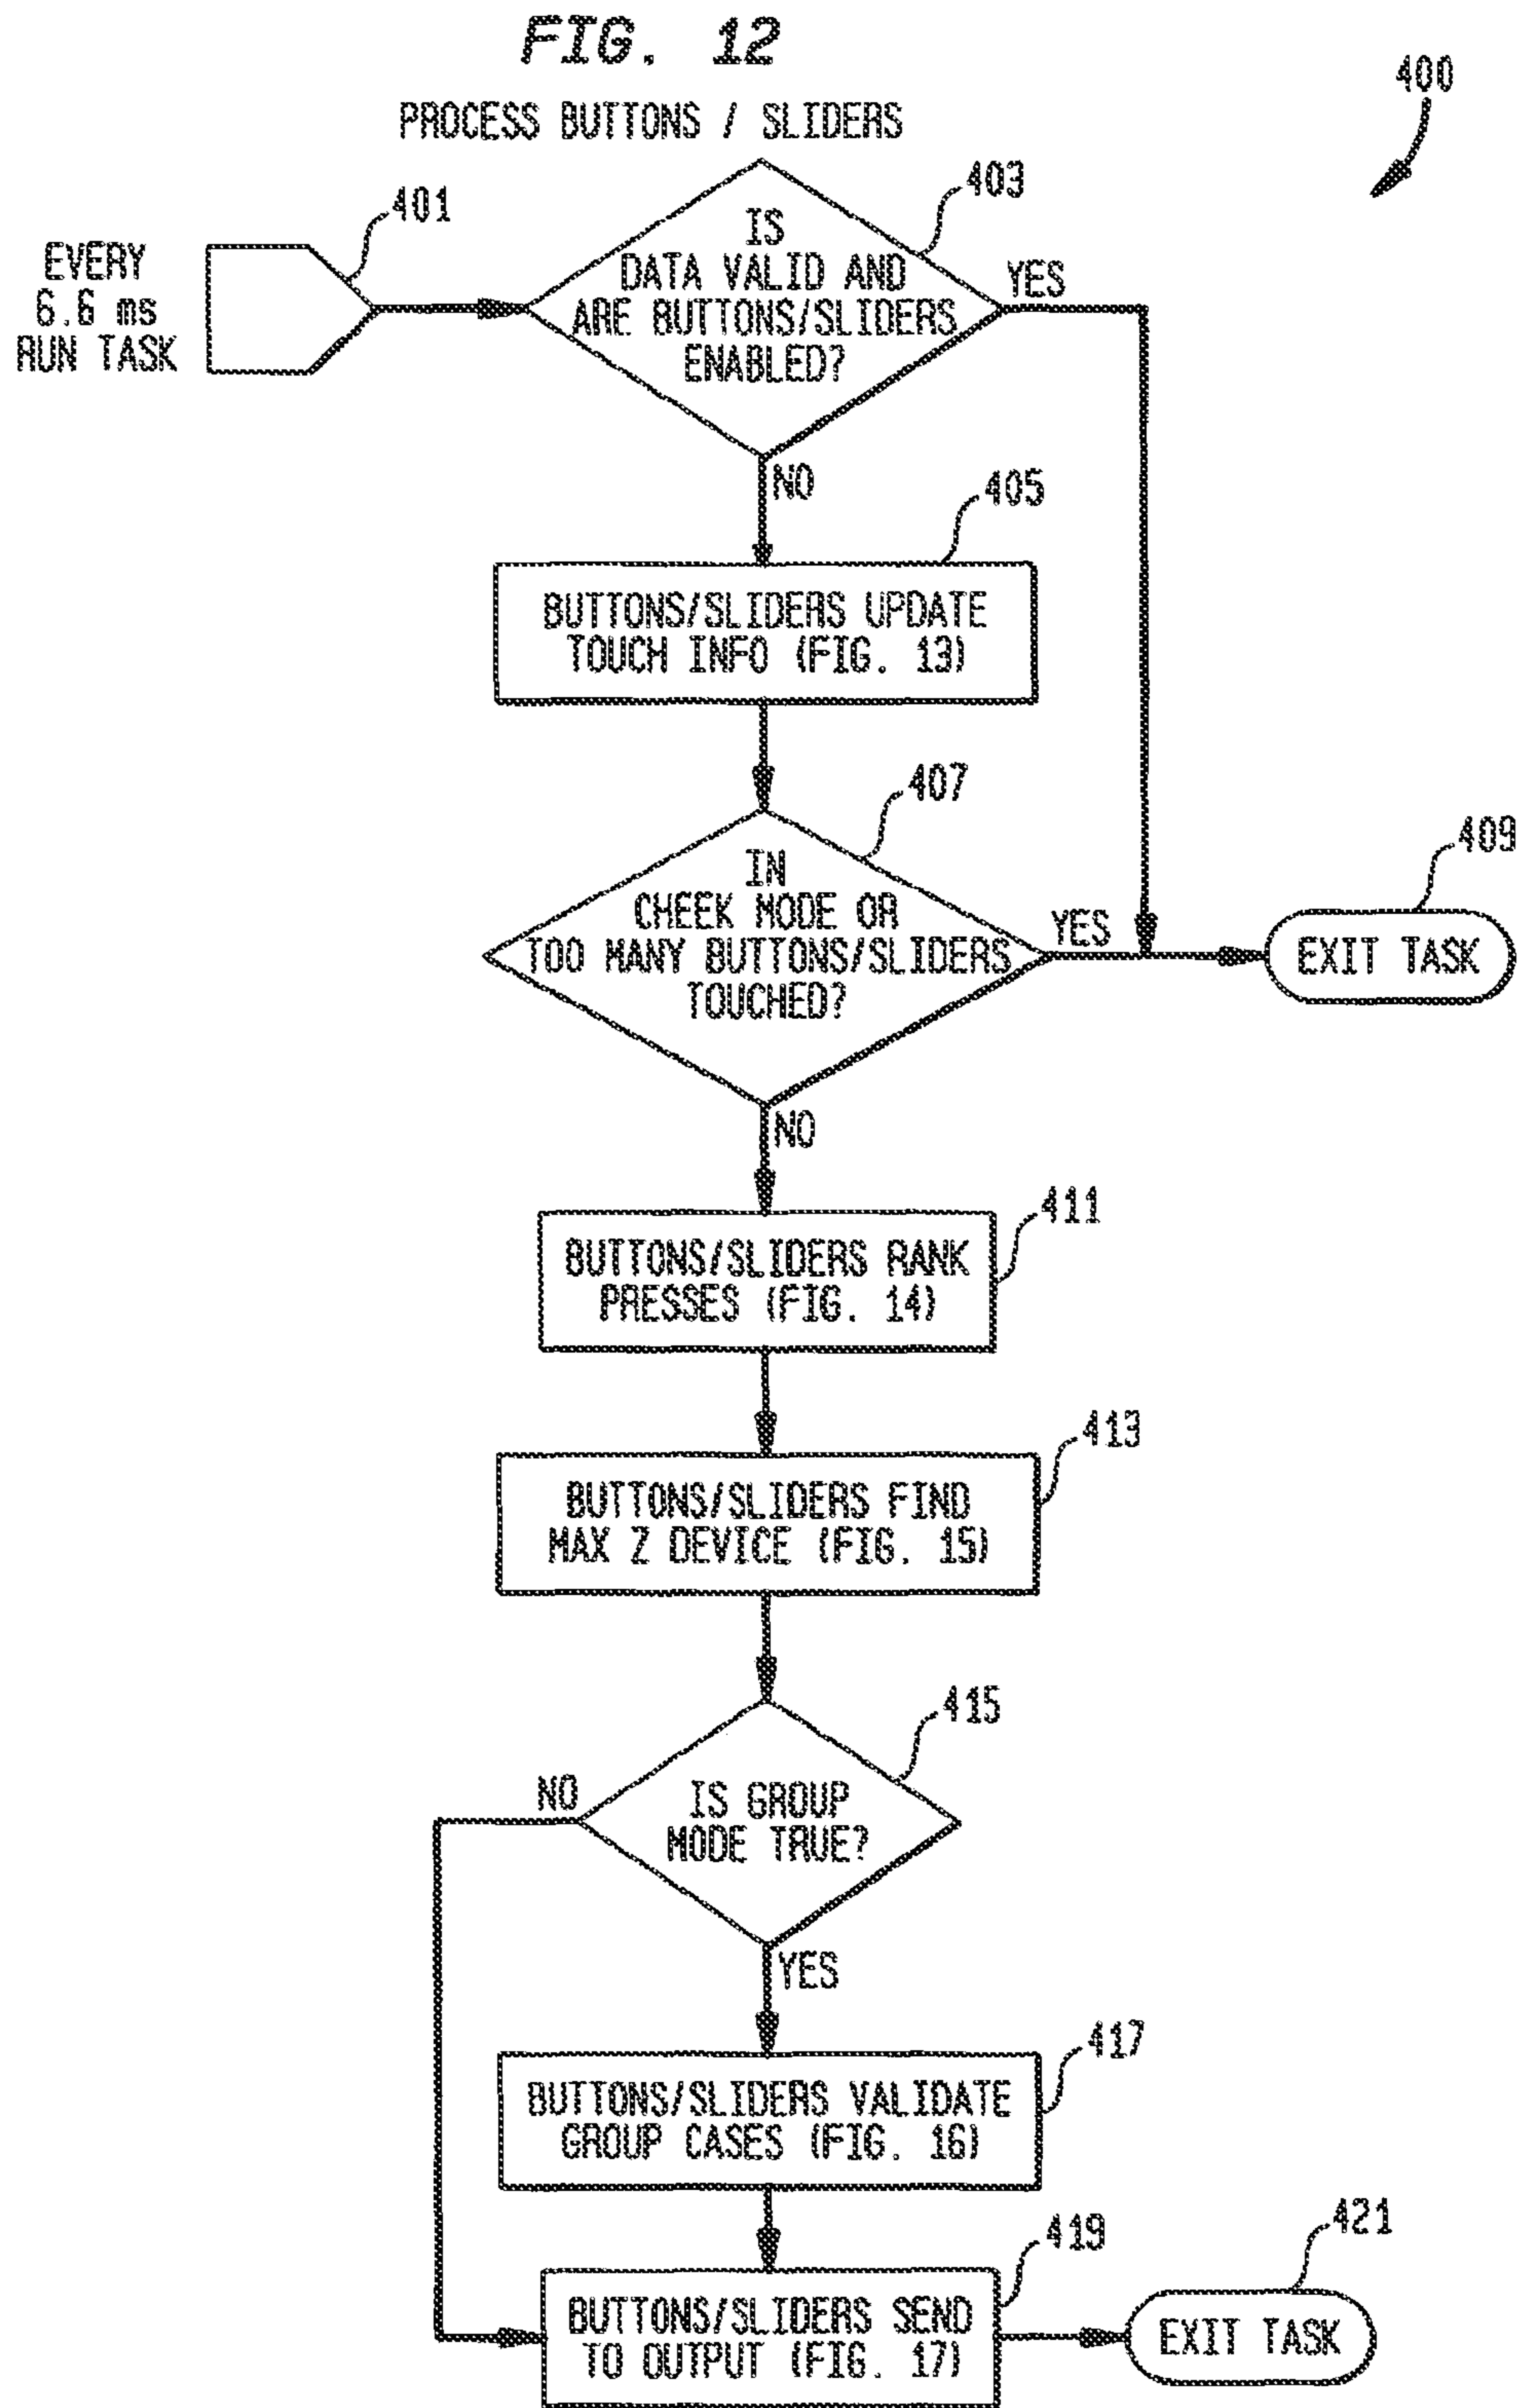 FIG. 12
400
PROCESS BUTTONS / SLIDERS
401
EVERY
6.6 ms
RUN TASK
403
IS
DATA VALID AND
ARE BUTTONS/SLIDERS
ENABLED?
YES
NO
405
BUTTONS/SLIDERS UPDATE
TOUCH INFO (FIG. 13)
407
IN
CHEEK MODE OR
TOO MANY BUTTONS/SLIDERS
TOUCHED?
YES
409
EXIT TASK
NO
411
BUTTONS/SLIDERS RANK
PRESSES (FIG. 14)
413
BUTTONS/SLIDERS FIND
MAX Z DEVICE (FIG. 15)
415
NO
IS GROUP
MODE TRUE?
YES
417
BUTTONS/SLIDERS VALIDATE
GROUP CASES (FIG. 16)
419
421
BUTTONS/SLIDERS SEND
TO OUTPUT (FIG. 17)
EXIT TASK